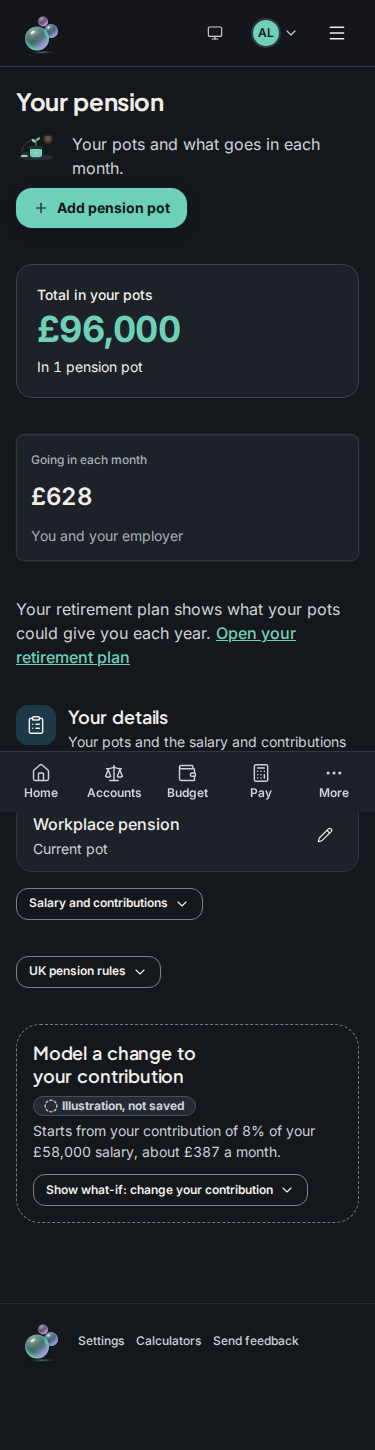 AL
Your pension
Your pots and what goes in each
month.
+ Add pension pot
Total in your pots
£96,000
In 1 pension pot
Going in each month
£628
You and your employer
Your retirement plan shows what your pots
could give you each year. Open your
retirement plan
Your details
Your pots and the salary and contributions
Home Accounts Budget Pay More
Workplace pension
Current pot
Salary and contributions
UK pension rules
Model a change to
your contribution
Illustration, not saved
Starts from your contribution of 8% of your
£58,000 salary, about £387 a month.
Show what-if: change your contribution
Settings Calculators Send feedback